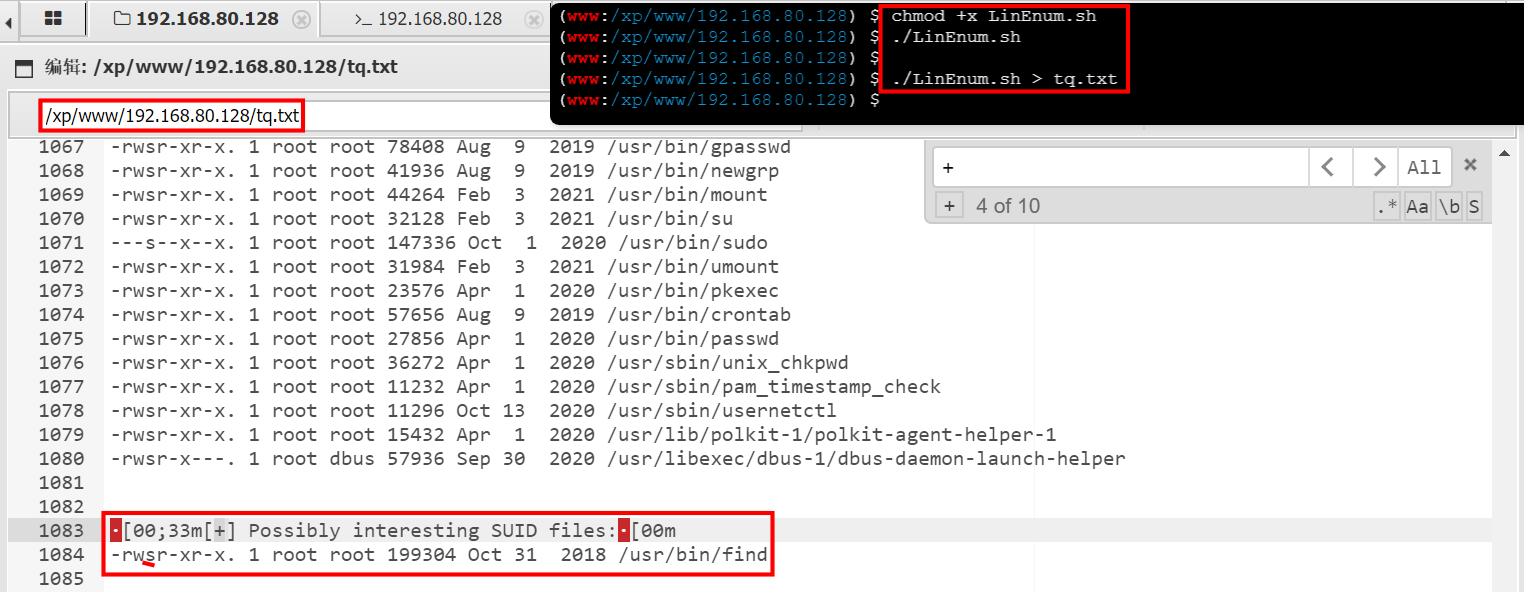 192.168.80.128
>_ 192.168.80.128
(www:/xp/www/192.168.80.128) $ chmod +x LinEnum.sh
(www:/xp/www/192.168.80.128) $ ./LinEnum.sh
(www:/xp/www/192.168.80.128) $
(www:/xp/www/192.168.80.128) $ ./LinEnum.sh > tq.txt
(www:/xp/www/192.168.80.128) $
编辑: /xp/www/192.168.80.128/tq.txt
/xp/www/192.168.80.128/tq.txt
+
All
+ 4 of 10
.* Aa \b S
1067 -rwsr-xr-x. 1 root root 78408 Aug  9  2019 /usr/bin/gpasswd
1068 -rwsr-xr-x. 1 root root 41936 Aug  9  2019 /usr/bin/newgrp
1069 -rwsr-xr-x. 1 root root 44264 Feb  3  2021 /usr/bin/mount
1070 -rwsr-xr-x. 1 root root 32128 Feb  3  2021 /usr/bin/su
1071 ---s--x--x. 1 root root 147336 Oct  1  2020 /usr/bin/sudo
1072 -rwsr-xr-x. 1 root root 31984 Feb  3  2021 /usr/bin/umount
1073 -rwsr-xr-x. 1 root root 23576 Apr  1  2020 /usr/bin/pkexec
1074 -rwsr-xr-x. 1 root root 57656 Aug  9  2019 /usr/bin/crontab
1075 -rwsr-xr-x. 1 root root 27856 Apr  1  2020 /usr/bin/passwd
1076 -rwsr-xr-x. 1 root root 36272 Apr  1  2020 /usr/sbin/unix_chkpwd
1077 -rwsr-xr-x. 1 root root 11232 Apr  1  2020 /usr/sbin/pam_timestamp_check
1078 -rwsr-xr-x. 1 root root 11296 Oct 13  2020 /usr/sbin/usernetctl
1079 -rwsr-xr-x. 1 root root 15432 Apr  1  2020 /usr/lib/polkit-1/polkit-agent-helper-1
1080 -rwsr-x---. 1 root dbus 57936 Sep 30  2020 /usr/libexec/dbus-1/dbus-daemon-launch-helper
1081
1082
1083 ·[00;33m[+] Possibly interesting SUID files:·[00m
1084 -rwsr-xr-x. 1 root root 199304 Oct 31  2018 /usr/bin/find
1085